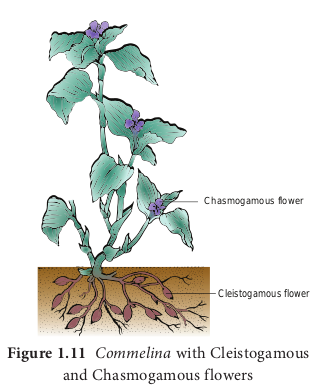 Chasmogamous flower
Cleistogamous flower
Figure 1.11 Commelina with Cleistogamous
and Chasmogamous flowers